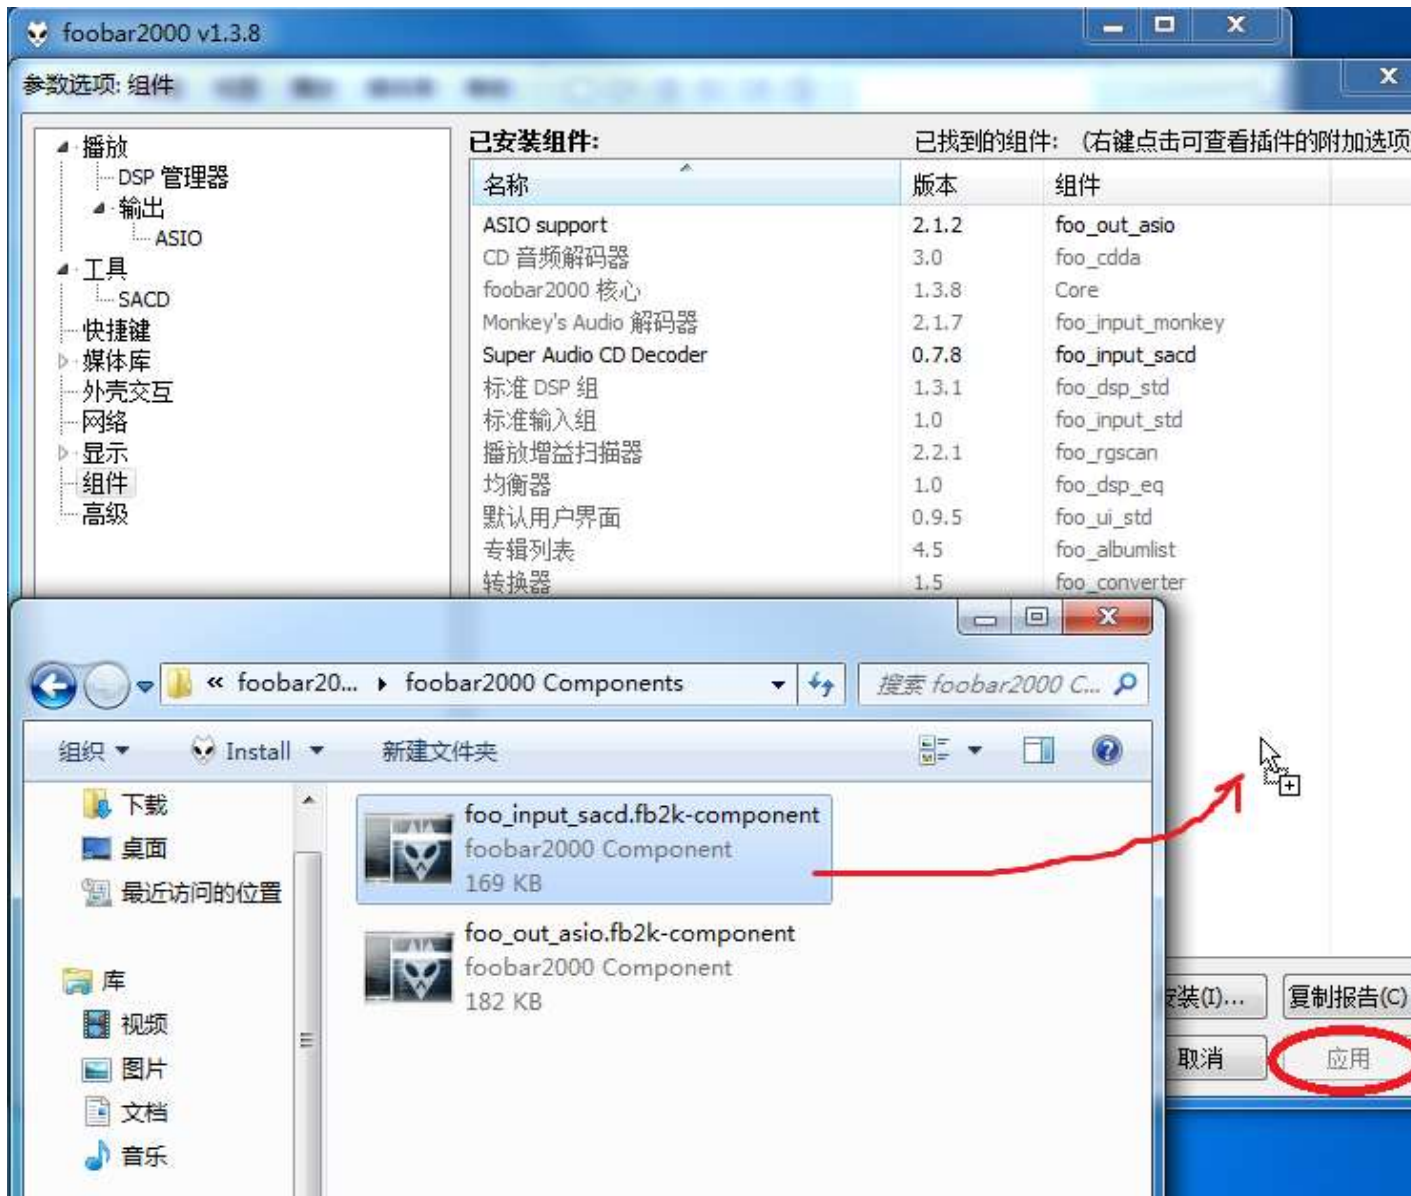 foobar2000 v1.3.8
参数选项: 组件
播放
DSP 管理器
输出
ASIO
工具
SACD
快捷键
媒体库
外壳交互
网络
显示
组件
高级
已安装组件: 已找到的组件: (右键点击可查看插件的附加选项
名称 版本 组件
ASIO support 2.1.2 foo_out_asio
CD 音频解码器 3.0 foo_cdda
foobar2000 核心 1.3.8 Core
Monkey's Audio 解码器 2.1.7 foo_input_monkey
Super Audio CD Decoder 0.7.8 foo_input_sacd
标准 DSP 组 1.3.1 foo_dsp_std
标准输入组 1.0 foo_input_std
播放增益扫描器 2.2.1 foo_rgscan
均衡器 1.0 foo_dsp_eq
默认用户界面 0.9.5 foo_ui_std
专辑列表 4.5 foo_albumlist
转换器 1.5 foo_converter
« foobar20... foobar2000 Components 搜索 foobar2000 C...
组织 Install 新建文件夹
下载
桌面
最近访问的位置
库
视频
图片
文档
音乐
foo_input_sacd.fb2k-component
foobar2000 Component
169 KB
foo_out_asio.fb2k-component
foobar2000 Component
182 KB
安装(I)... 复制报告(C)
取消 应用